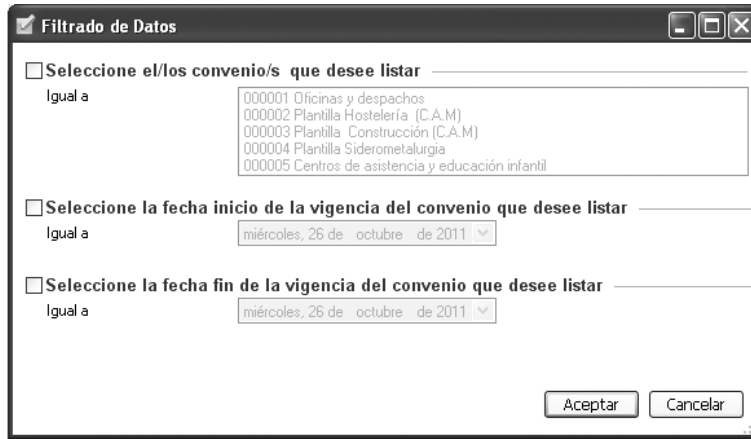 Filtrado de Datos
Seleccione el/los convenio/s que desee listar
Igual a
000001 Oficinas y despachos
000002 Plantilla Hostelería (C.A.M)
000003 Plantilla Construcción (C.A.M)
000004 Plantilla Siderometalurgia
000005 Centros de asistencia y educación infantil
Seleccione la fecha inicio de la vigencia del convenio que desee listar
Igual a
miércoles, 26 de octubre de 2011
Seleccione la fecha fin de la vigencia del convenio que desee listar
Igual a
miércoles, 26 de octubre de 2011
Aceptar Cancelar